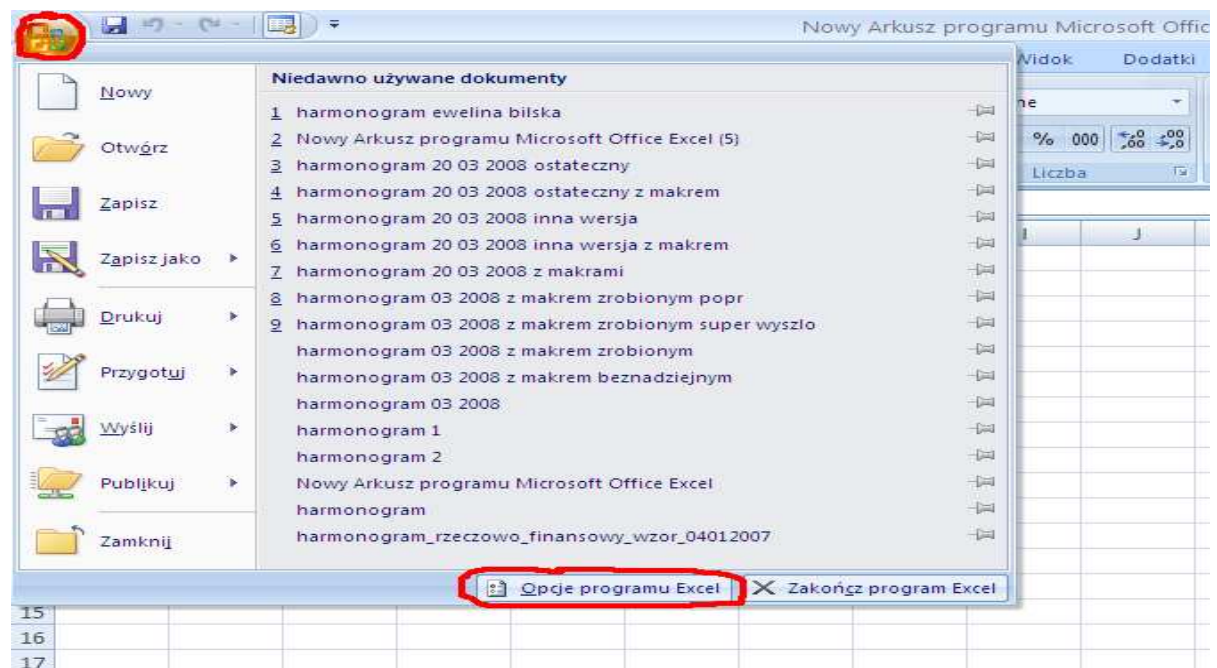 Nowy Arkusz programu Microsoft Offic
Widok Dodatki
ne
% 000 ,00 ,0
Liczba
I J
Nowy
Otwórz
Zapisz
Zapisz jako
Drukuj
Przygotuj
Wyślij
Publikuj
Zamknij
Niedawno używane dokumenty
1 harmonogram ewelina bilska
2 Nowy Arkusz programu Microsoft Office Excel (5)
3 harmonogram 20 03 2008 ostateczny
4 harmonogram 20 03 2008 ostateczny z makrem
5 harmonogram 20 03 2008 inna wersja
6 harmonogram 20 03 2008 inna wersja z makrem
7 harmonogram 20 03 2008 z makrami
8 harmonogram 03 2008 z makrem zrobionym popr
9 harmonogram 03 2008 z makrem zrobionym super wyszlo
harmonogram 03 2008 z makrem zrobionym
harmonogram 03 2008 z makrem beznadziejnym
harmonogram 03 2008
harmonogram 1
harmonogram 2
Nowy Arkusz programu Microsoft Office Excel
harmonogram
harmonogram_rzeczowo_finansowy_wzor_04012007
Opcje programu Excel Zakończ program Excel
15
16
17